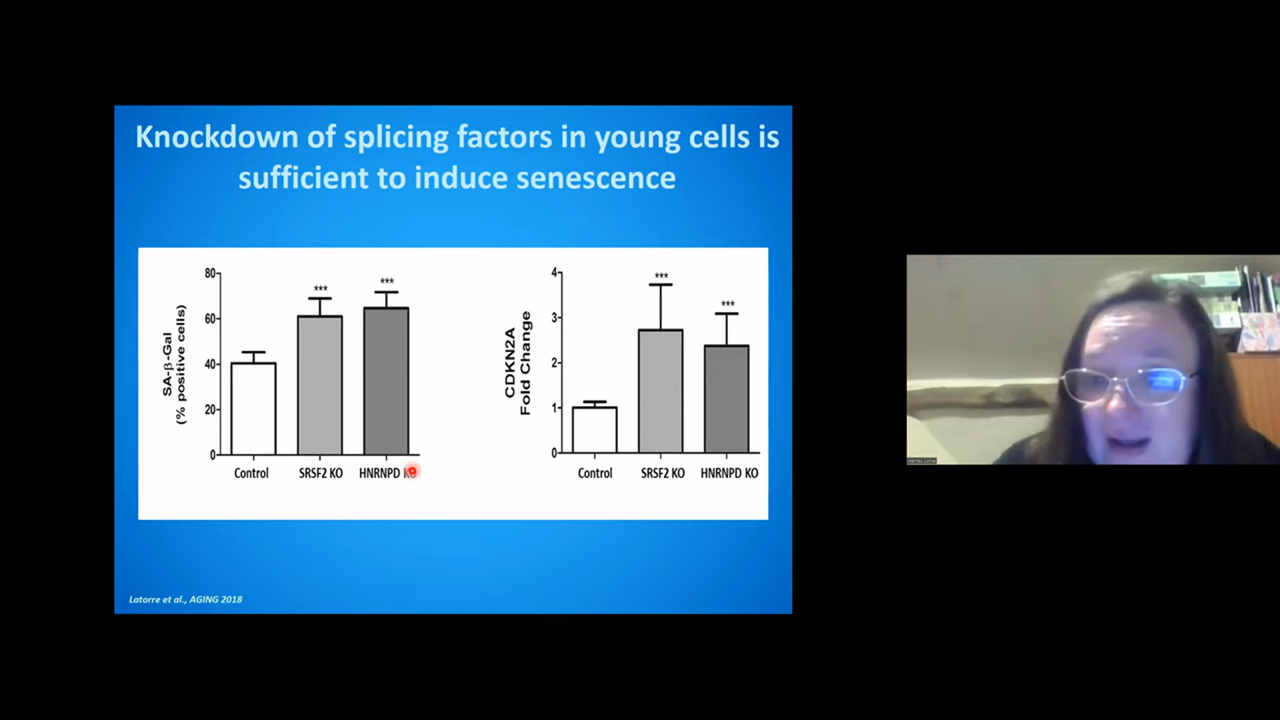 Knockdown of splicing factors in young cells is
sufficient to induce senescence
SA-β-Gal
(% positive cells)
80
60
40
20
0
***
***
Control
SRSF2 KO
HNRNPD KO
CDKN2A
Fold Change
4
3
2
1
0
***
***
Control
SRSF2 KO
HNRNPD KO
Latorre et al., AGING 2018